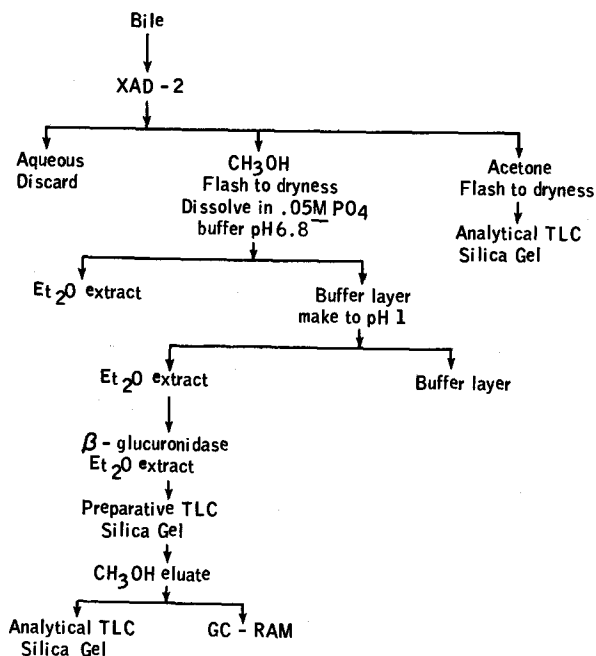 Bile
XAD-2
Aqueous
Discard
CH3OH
Flash to dryness
Dissolve in .05M PO4
buffer pH6.8
Acetone
Flash to dryness
Analytical TLC
Silica Gel
Et2O extract
Buffer layer
make to pH 1
Et2O extract
Buffer layer
β-glucuronidase
Et2O extract
Preparative TLC
Silica Gel
CH3OH eluate
Analytical TLC
Silica Gel
GC - RAM